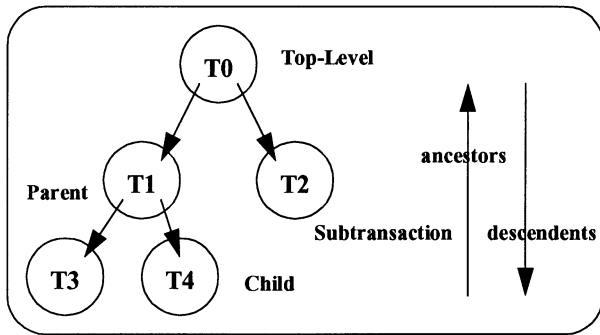 T0
Top-Level
ancestors
Parent
T1
T2
Subtransaction
descendents
T3
T4
Child